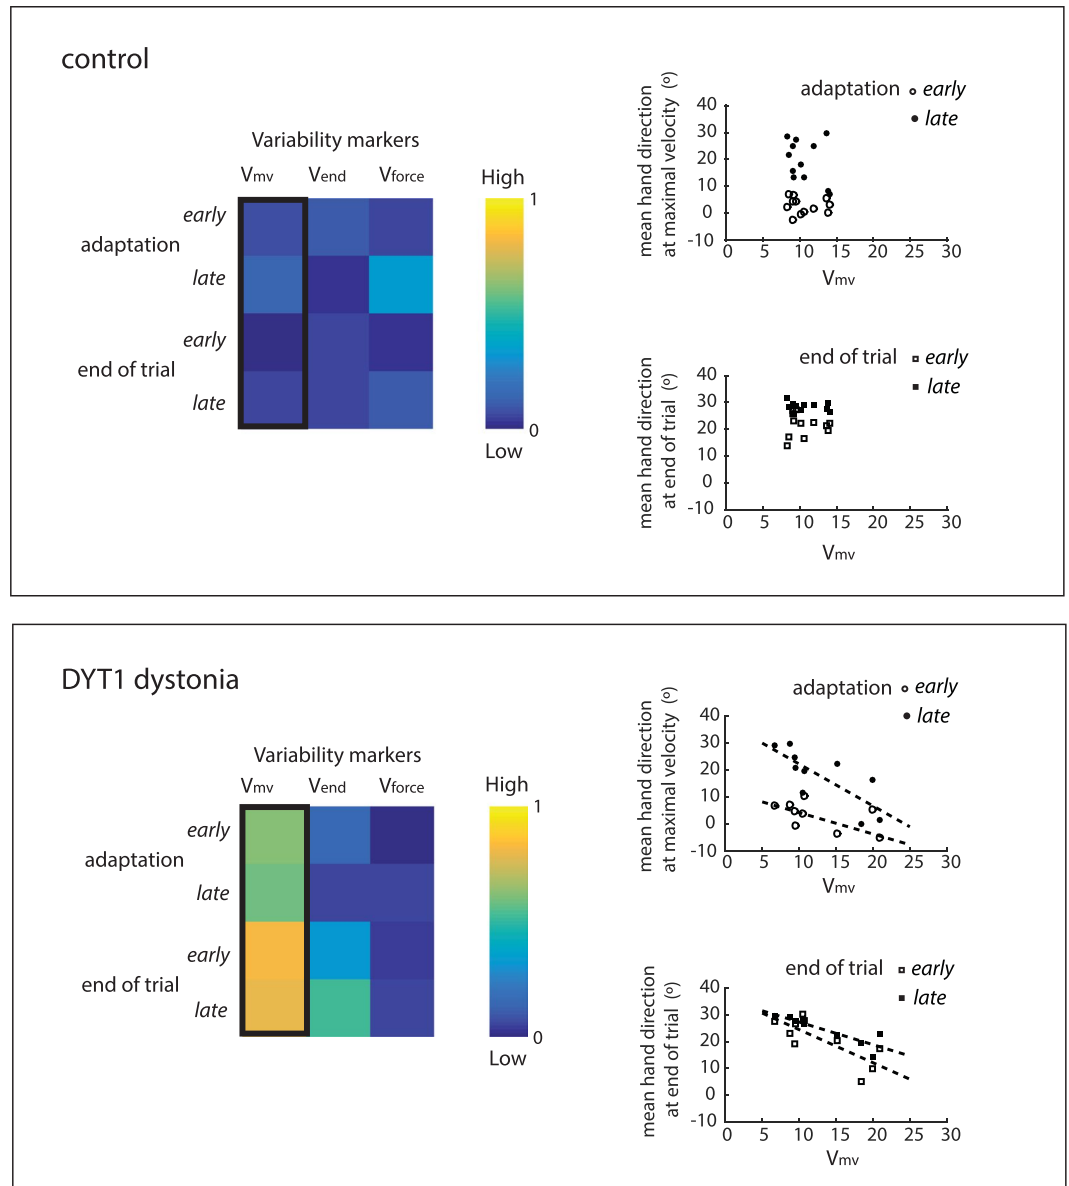 control
Variability markers
Vmv Vend Vforce
early
adaptation
late
early
end of trial
late
High
1
0
Low
mean hand direction
at maximal velocity (º)
adaptation early
late
40
30
20
10
0
-10
0 5 10 15 20 25 30
Vmv
mean hand direction
at end of trial (º)
end of trial early
late
40
30
20
10
0
-10
0 5 10 15 20 25 30
Vmv
DYT1 dystonia
Variability markers
Vmv Vend Vforce
early
adaptation
late
early
end of trial
late
High
1
0
Low
mean hand direction
at maximal velocity (º)
adaptation early
late
40
30
20
10
0
-10
0 5 10 15 20 25 30
Vmv
mean hand direction
at end of trial (º)
end of trial early
late
40
30
20
10
0
-10
0 5 10 15 20 25 30
Vmv